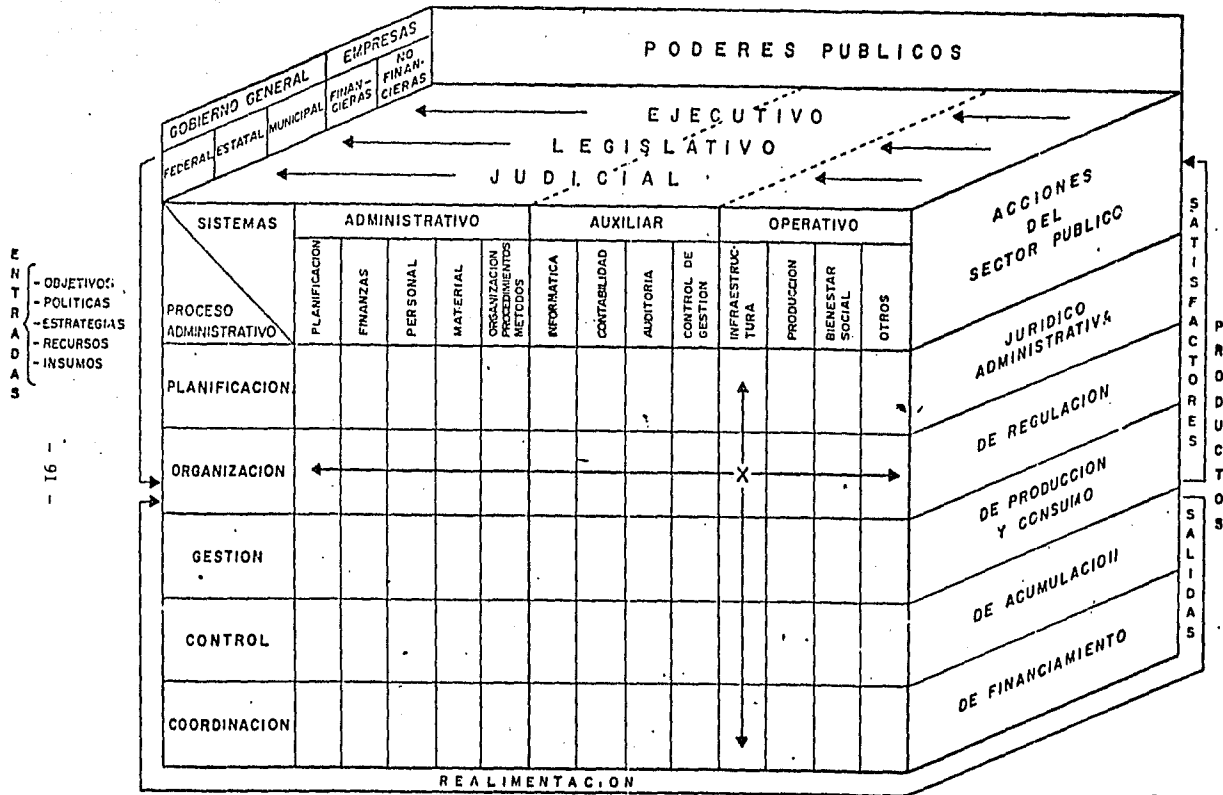 PODERES PUBLICOS
EMPRESAS
GOBIERNO GENERAL
NO
FINAN-
CIERAS
FINAN-
CIERAS
MUNICIPAL
ESTATAL
FEDERAL
EJECUTIVO
LEGISLATIVO
JUDICIAL
SISTEMAS
PROCESO
ADMINISTRATIVO
ADMINISTRATIVO
AUXILIAR
OPERATIVO
PLANIFICACION
FINANZAS
PERSONAL
MATERIAL
ORGANIZACION
PROCEDIMIENTOS
METODOS
INFORMATICA
CONTABILIDAD
AUDITORIA
CONTROL DE
GESTION
INFRAESTRUC-
TURA
PRODUCCION
BIENESTAR
SOCIAL
OTROS
PLANIFICACION
ORGANIZACION
X
GESTION
CONTROL
COORDINACION
ACCIONES
DEL
SECTOR PUBLICO
JURIDICO
ADMINISTRATIVA
DE REGULACION
DE PRODUCCION
Y CONSUMO
DE ACUMULACION
DE FINANCIAMIENTO
ENTRADAS
- OBJETIVOS
- POLITICAS
- ESTRATEGIAS
- RECURSOS
- INSUMOS
SATISFACTORES
PRODUCTOS
SALIDAS
REALIMENTACION
- 91 -